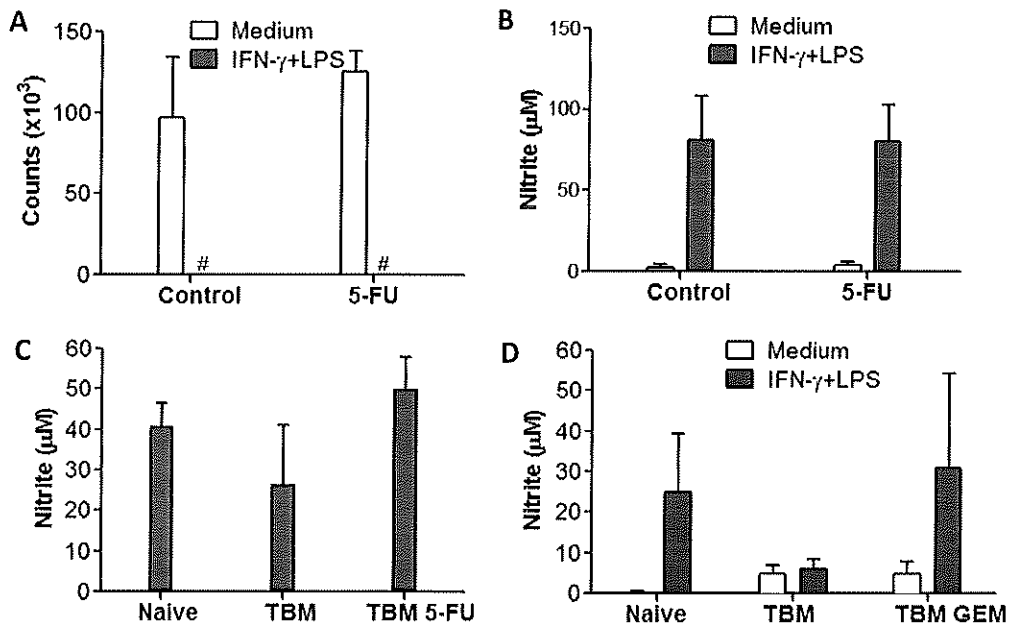 A
Medium
IFN-γ+LPS
Counts (x10³)
150
100
50
0
#
#
Control
5-FU
B
Medium
IFN-γ+LPS
Nitrite (μM)
150
100
50
0
Control
5-FU
C
Nitrite (μM)
60
50
40
30
20
10
0
Naive
TBM
TBM 5-FU
D
Medium
IFN-γ+LPS
Nitrite (μM)
60
50
40
30
20
10
0
Naive
TBM
TBM GEM